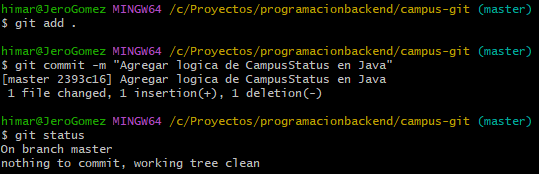 himar@JeroGomez MINGW64 /c/Proyectos/programacionbackend/campus-git (master)
$ git add .
himar@JeroGomez MINGW64 /c/Proyectos/programacionbackend/campus-git (master)
$ git commit -m "Agregar logica de CampusStatus en Java"
[master 2393c16] Agregar logica de CampusStatus en Java
 1 file changed, 1 insertion(+), 1 deletion(-)
himar@JeroGomez MINGW64 /c/Proyectos/programacionbackend/campus-git (master)
$ git status
On branch master
nothing to commit, working tree clean